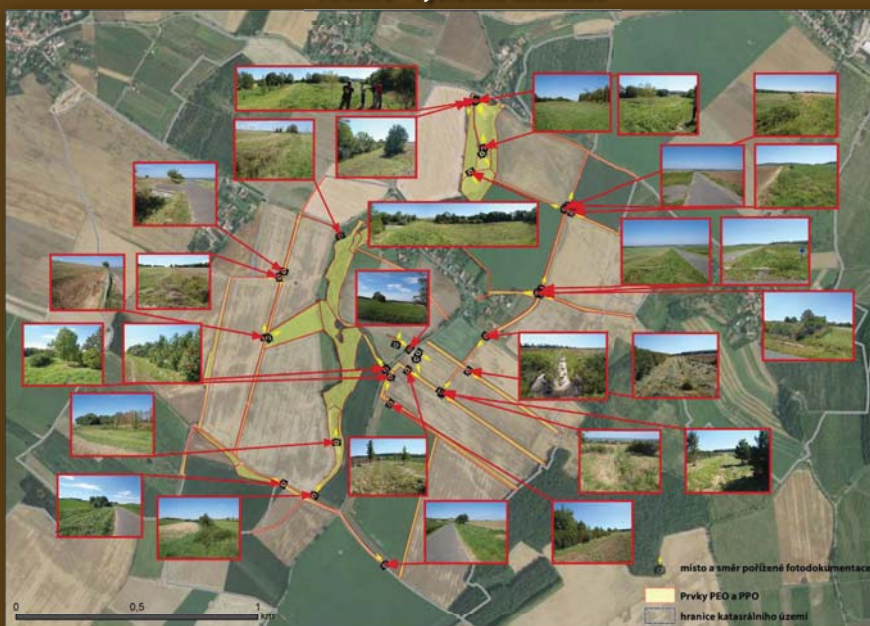 místo a směr pořízené fotodokumentace
Prvky PEO a PPO
hranice katasrálního území
0 0,5 1
km